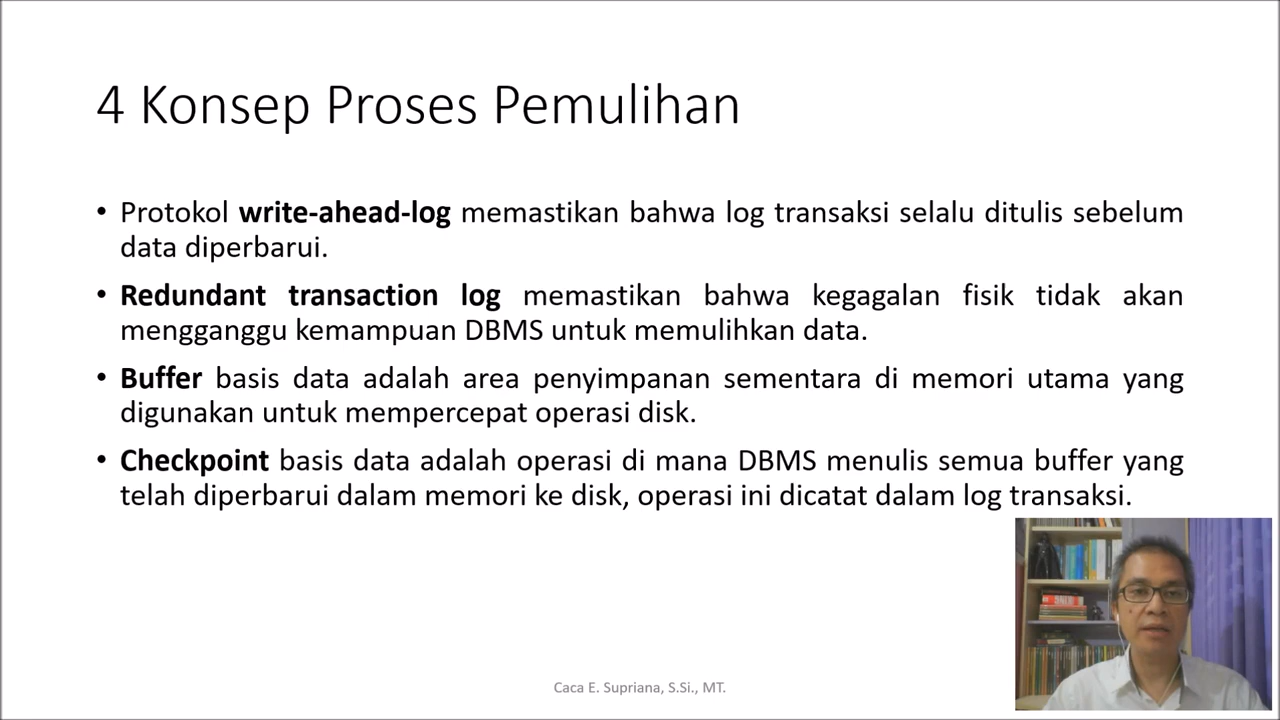 4 Konsep Proses Pemulihan
• Protokol write-ahead-log memastikan bahwa log transaksi selalu ditulis sebelum
data diperbarui.
• Redundant transaction log memastikan bahwa kegagalan fisik tidak akan
mengganggu kemampuan DBMS untuk memulihkan data.
• Buffer basis data adalah area penyimpanan sementara di memori utama yang
digunakan untuk mempercepat operasi disk.
• Checkpoint basis data adalah operasi di mana DBMS menulis semua buffer yang
telah diperbarui dalam memori ke disk, operasi ini dicatat dalam log transaksi.
Caca E. Supriana, S.Si., MT.